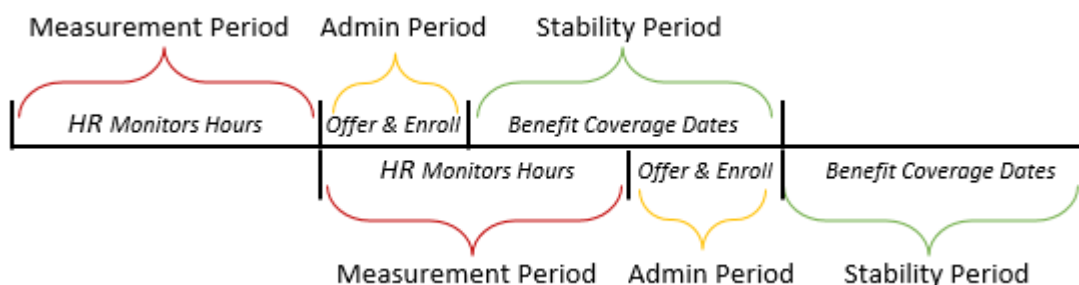 Measurement Period Admin Period Stability Period
HR Monitors Hours Offer & Enroll Benefit Coverage Dates
HR Monitors Hours Offer & Enroll Benefit Coverage Dates
Measurement Period Admin Period Stability Period